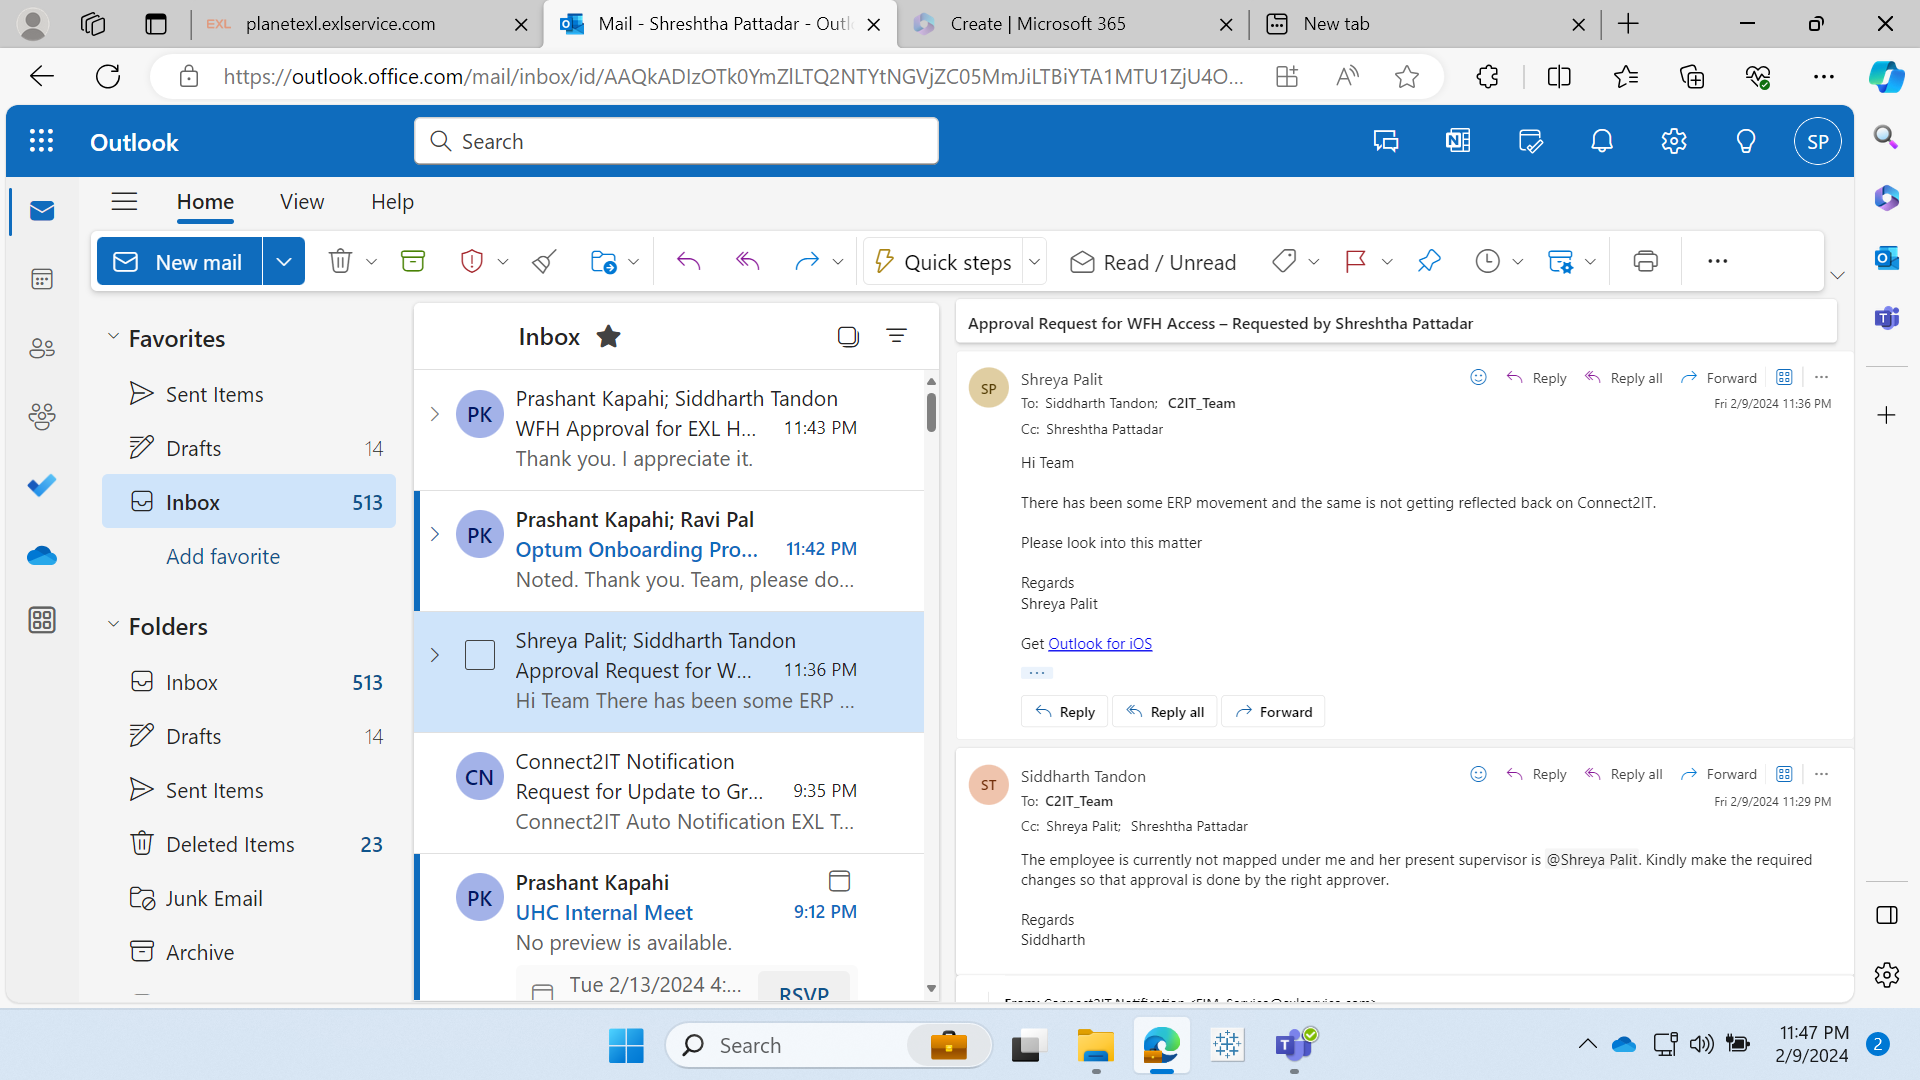 EXL planetexl.exlservice.com
Mail - Shreshtha Pattadar - Outl
Create | Microsoft 365
New tab
https://outlook.office.com/mail/inbox/id/AAQkADIzOTk0YmZlLTQ2NTYtNGVjZC05MmJiLTBiYTA1MTU1ZjU4O...
Outlook
Search
SP
Home View Help
New mail
Quick steps
Read / Unread
Favorites
Sent Items
Drafts 14
Inbox 513
Add favorite
Folders
Inbox 513
Drafts 14
Sent Items
Deleted Items 23
Junk Email
Archive
Inbox
PK
Prashant Kapahi; Siddharth Tandon
WFH Approval for EXL H... 11:43 PM
Thank you. I appreciate it.
PK
Prashant Kapahi; Ravi Pal
Optum Onboarding Pro... 11:42 PM
Noted. Thank you. Team, please do...
Shreya Palit; Siddharth Tandon
Approval Request for W... 11:36 PM
Hi Team There has been some ERP ...
CN
Connect2IT Notification
Request for Update to Gr... 9:35 PM
Connect2IT Auto Notification EXL T...
PK
Prashant Kapahi
UHC Internal Meet 9:12 PM
No preview is available.
Tue 2/13/2024 4:...
RSVP
Approval Request for WFH Access – Requested by Shreshtha Pattadar
SP
Shreya Palit
Reply Reply all Forward
To: Siddharth Tandon; C2IT_Team
Fri 2/9/2024 11:36 PM
Cc: Shreshtha Pattadar
Hi Team
There has been some ERP movement and the same is not getting reflected back on Connect2IT.
Please look into this matter
Regards
Shreya Palit
Get Outlook for iOS
...
Reply Reply all Forward
ST
Siddharth Tandon
Reply Reply all Forward
To: C2IT_Team
Fri 2/9/2024 11:29 PM
Cc: Shreya Palit; Shreshtha Pattadar
The employee is currently not mapped under me and her present supervisor is @Shreya Palit. Kindly make the required
changes so that approval is done by the right approver.
Regards
Siddharth
From: Connect2IT Notification <EIM_Service@exlservice.com>
Search
11:47 PM
2/9/2024
2